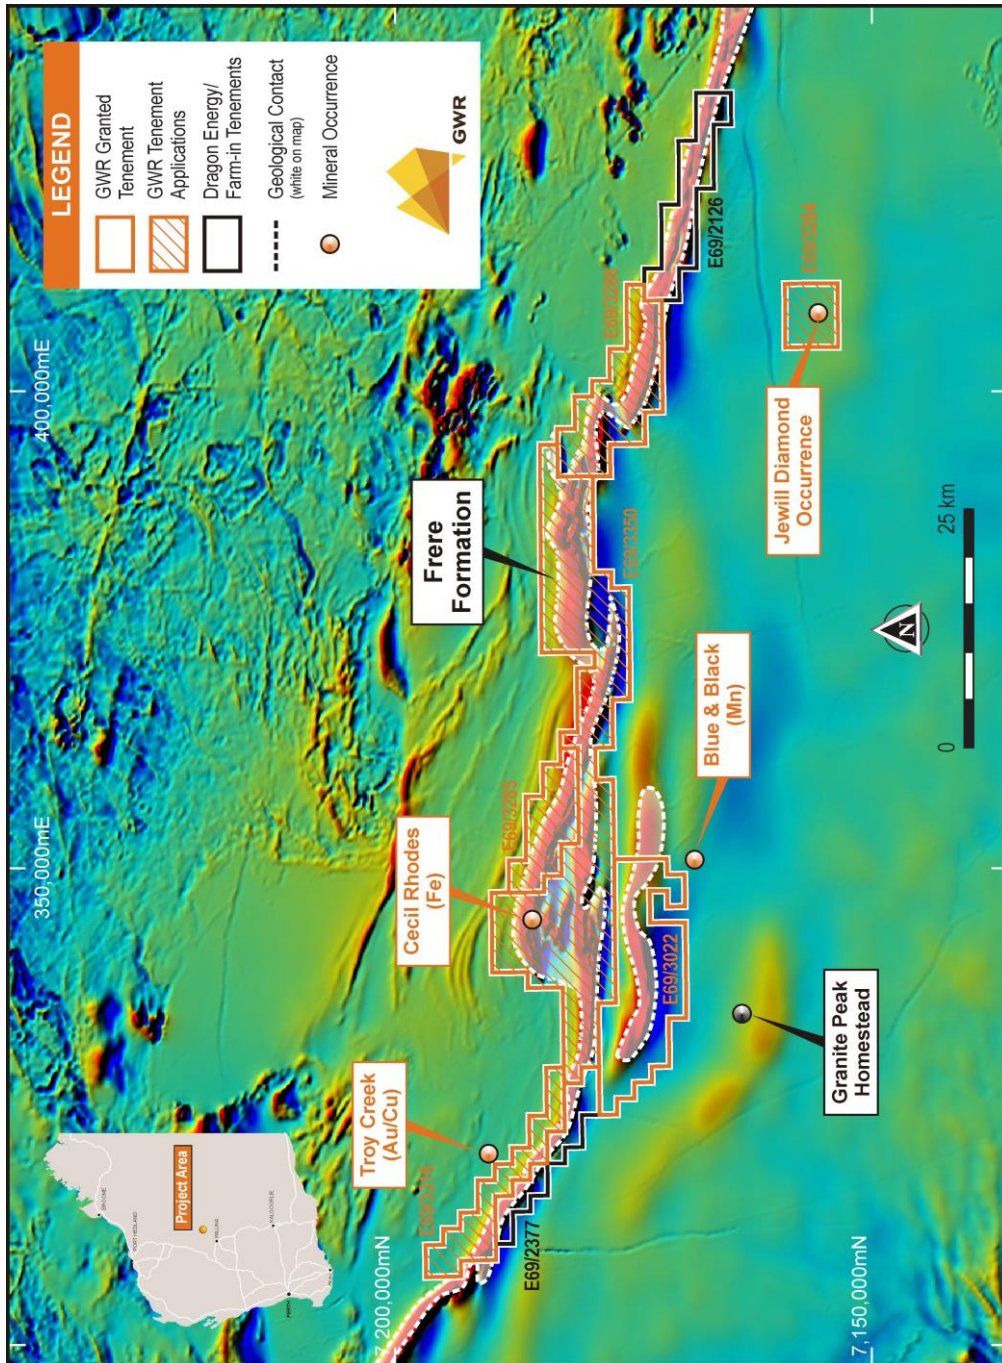 Project Area
BROOME
PORT HEDLAND
WILUNA
KALGOORLIE
PERTH
350,000mE
400,000mE
LEGEND
GWR Granted
Tenement
GWR Tenement
Applications
Dragon Energy/
Farm-in Tenements
Geological Contact
(white on map)
Mineral Occurrence
GWR
Troy Creek
(Au/Cu)
Cecil Rhodes
(Fe)
Frere
Formation
7,200,000mN
E69/3316
E69/3285
E69/3286
E69/2377
E69/3350
E69/2126
E69/3022
E69/3284
Blue & Black
(Mn)
Jewill Diamond
Occurrence
Granite Peak
Homestead
7,150,000mN
N
0
25 km